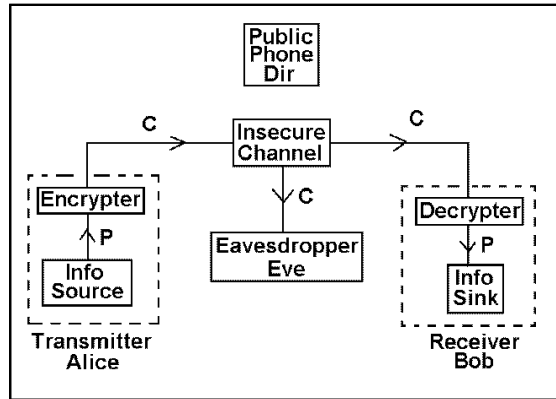 Public
Phone
Dir
C
Insecure
Channel
C
C
Encrypter
P
Info
Source
Transmitter
Alice
Eavesdropper
Eve
Decrypter
P
Info
Sink
Receiver
Bob